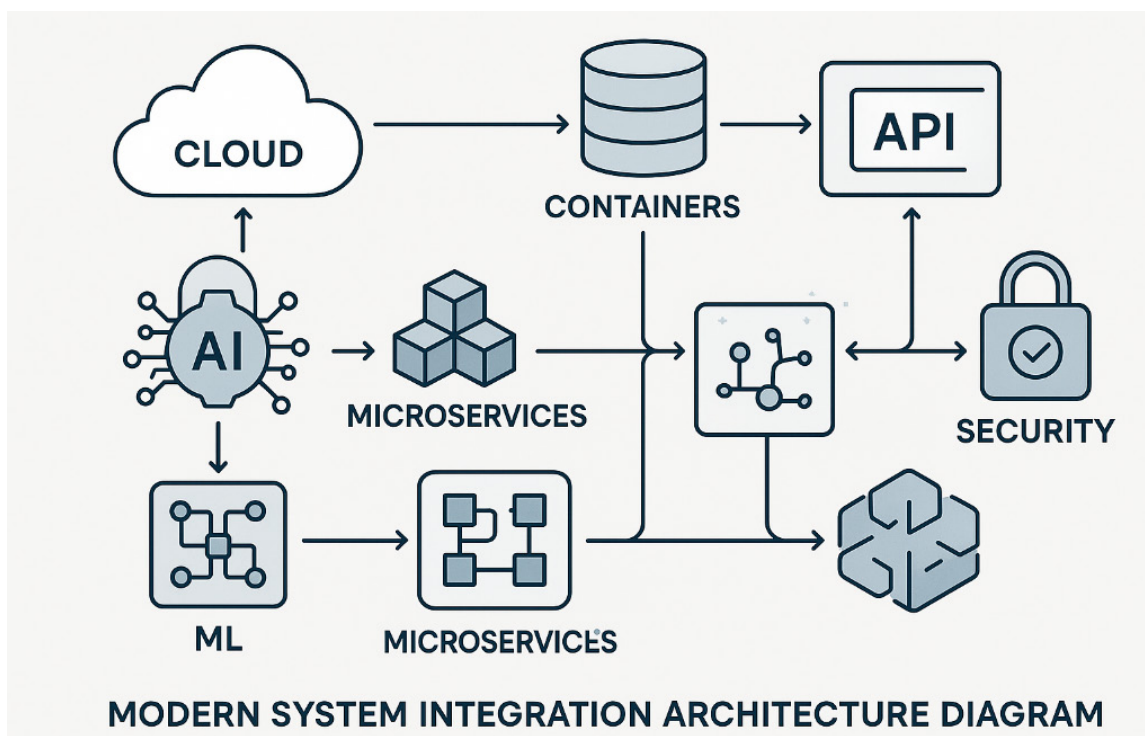 CLOUD
CONTAINERS
API
AI
MICROSERVICES
SECURITY
ML
MICROSERVICES
MODERN SYSTEM INTEGRATION ARCHITECTURE DIAGRAM